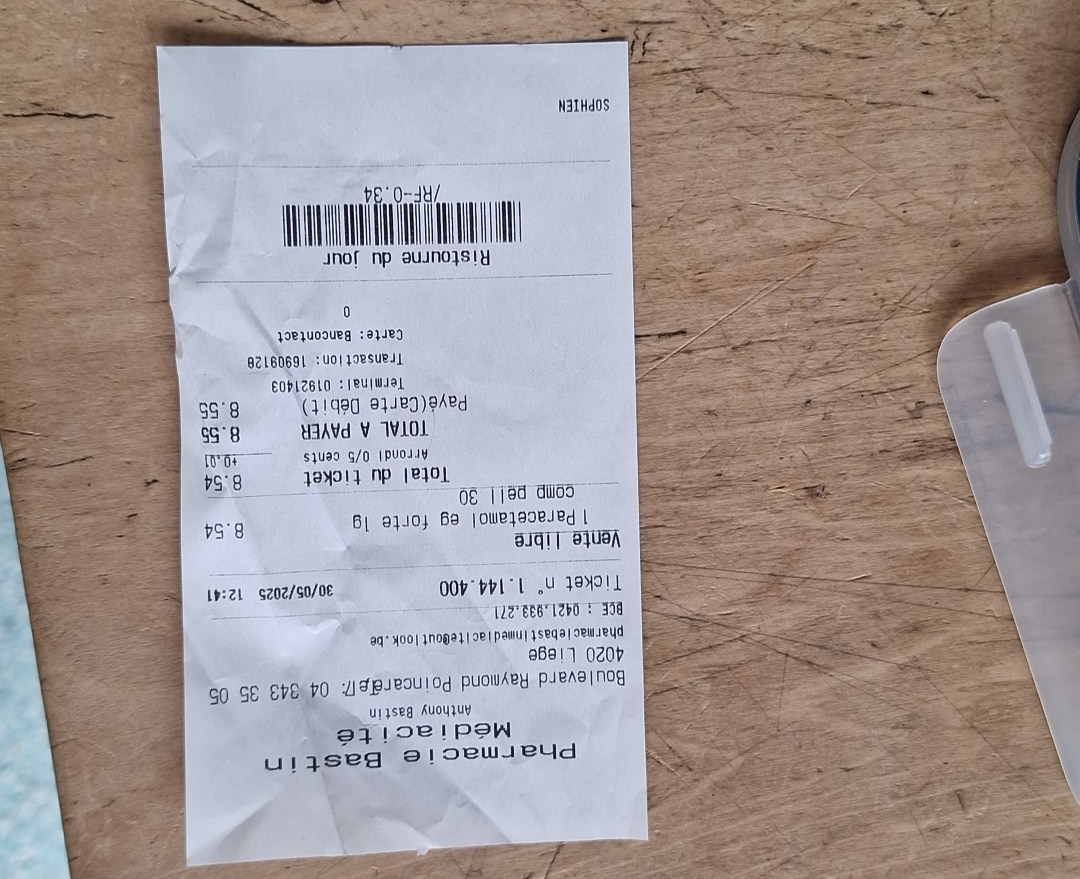 Pharmacie Bastin
Médiacité
Anthony Bastin
Boulevard Raymond Poincaré 7: 04 343 35 05
4020 Liege
pharmaciebastinmediacite@outlook.be
BCE : 0421.933.271
Ticket n° 1.144.400 30/05/2025 12:41
Vente libre
1 Paracetamol eg forte 1g 8.54
comp pell 30
Total du ticket 8.54
Arrondi 0/5 cents +0.01
TOTAL A PAYER 8.55
Payé(Carte Débit) 8.55
Terminal: 01921403
Transaction: 16909128
Carte: Bancontact
0
Ristourne du jour
/RF-0.34
SOPHIEN